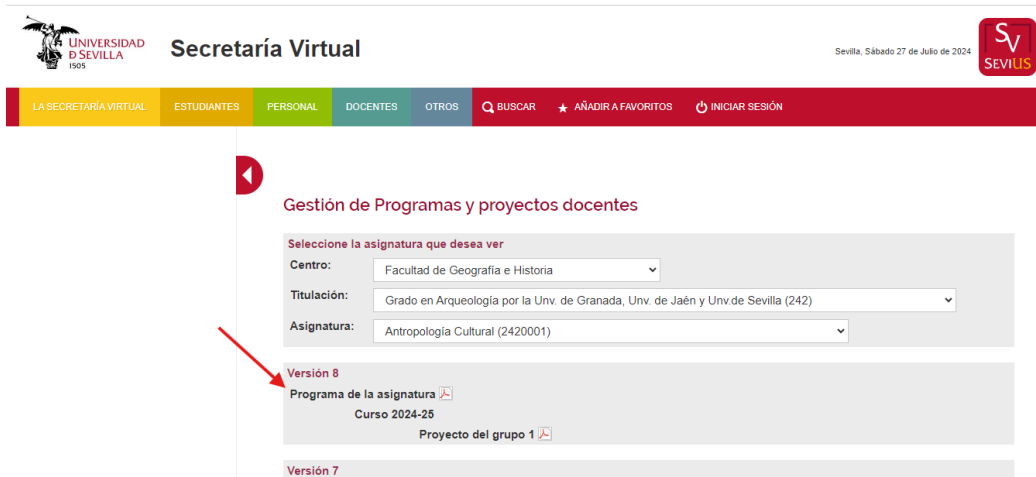 UNIVERSIDAD
D SEVILLA
1505
Secretaría Virtual
Sevilla, Sábado 27 de Julio de 2024
SV
SEVIUS
LA SECRETARÍA VIRTUAL ESTUDIANTES PERSONAL DOCENTES OTROS BUSCAR AÑADIR A FAVORITOS INICIAR SESIÓN
Gestión de Programas y proyectos docentes
Seleccione la asignatura que desea ver
Centro: Facultad de Geografía e Historia
Titulación: Grado en Arqueología por la Unv. de Granada, Unv. de Jaén y Unv.de Sevilla (242)
Asignatura: Antropología Cultural (2420001)
Versión 8
Programa de la asignatura
Curso 2024-25
Proyecto del grupo 1
Versión 7